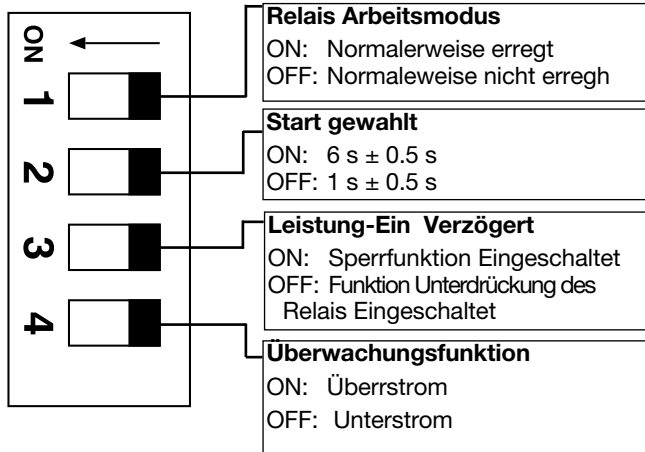 ON
1
Relais Arbeitsmodus
ON: Normalerweise erregt
OFF: Normaleweise nicht erregh
2
Start gewahlt
ON: 6 s ± 0.5 s
OFF: 1 s ± 0.5 s
3
Leistung-Ein Verzögert
ON: Sperrfunktion Eingeschaltet
OFF: Funktion Unterdrückung des
Relais Eingeschaltet
4
Überwachungsfunktion
ON: Überrstrom
OFF: Unterstrom